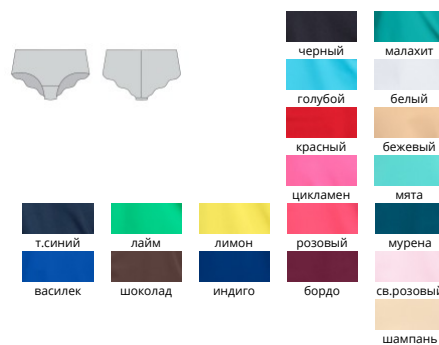 черный малахит
голубой белый
красный бежевый
цикламен мята
т.синий лайм лимон розовый мурена
василек шоколад индиго бордо св.розовый
шампань